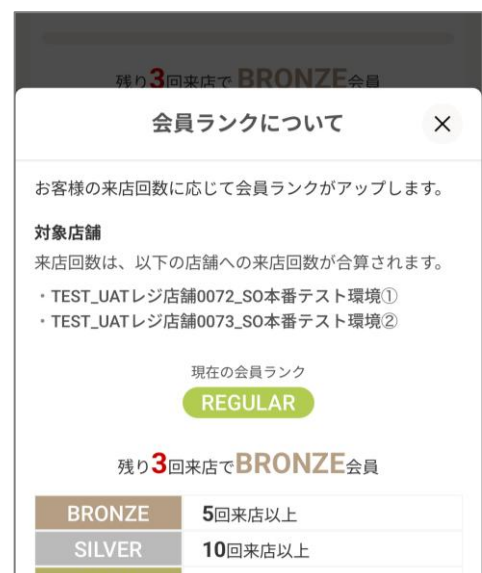 残り3回来店でBRONZE会員
会員ランクについて ×
お客様の来店回数に応じて会員ランクがアップします。
対象店舗
来店回数は、以下の店舗への来店回数が合算されます。
・TEST_UATレジ店舗0072_SO本番テスト環境①
・TEST_UATレジ店舗0073_SO本番テスト環境②
現在の会員ランク
REGULAR
残り3回来店でBRONZE会員
BRONZE 5回来店以上
SILVER 10回来店以上